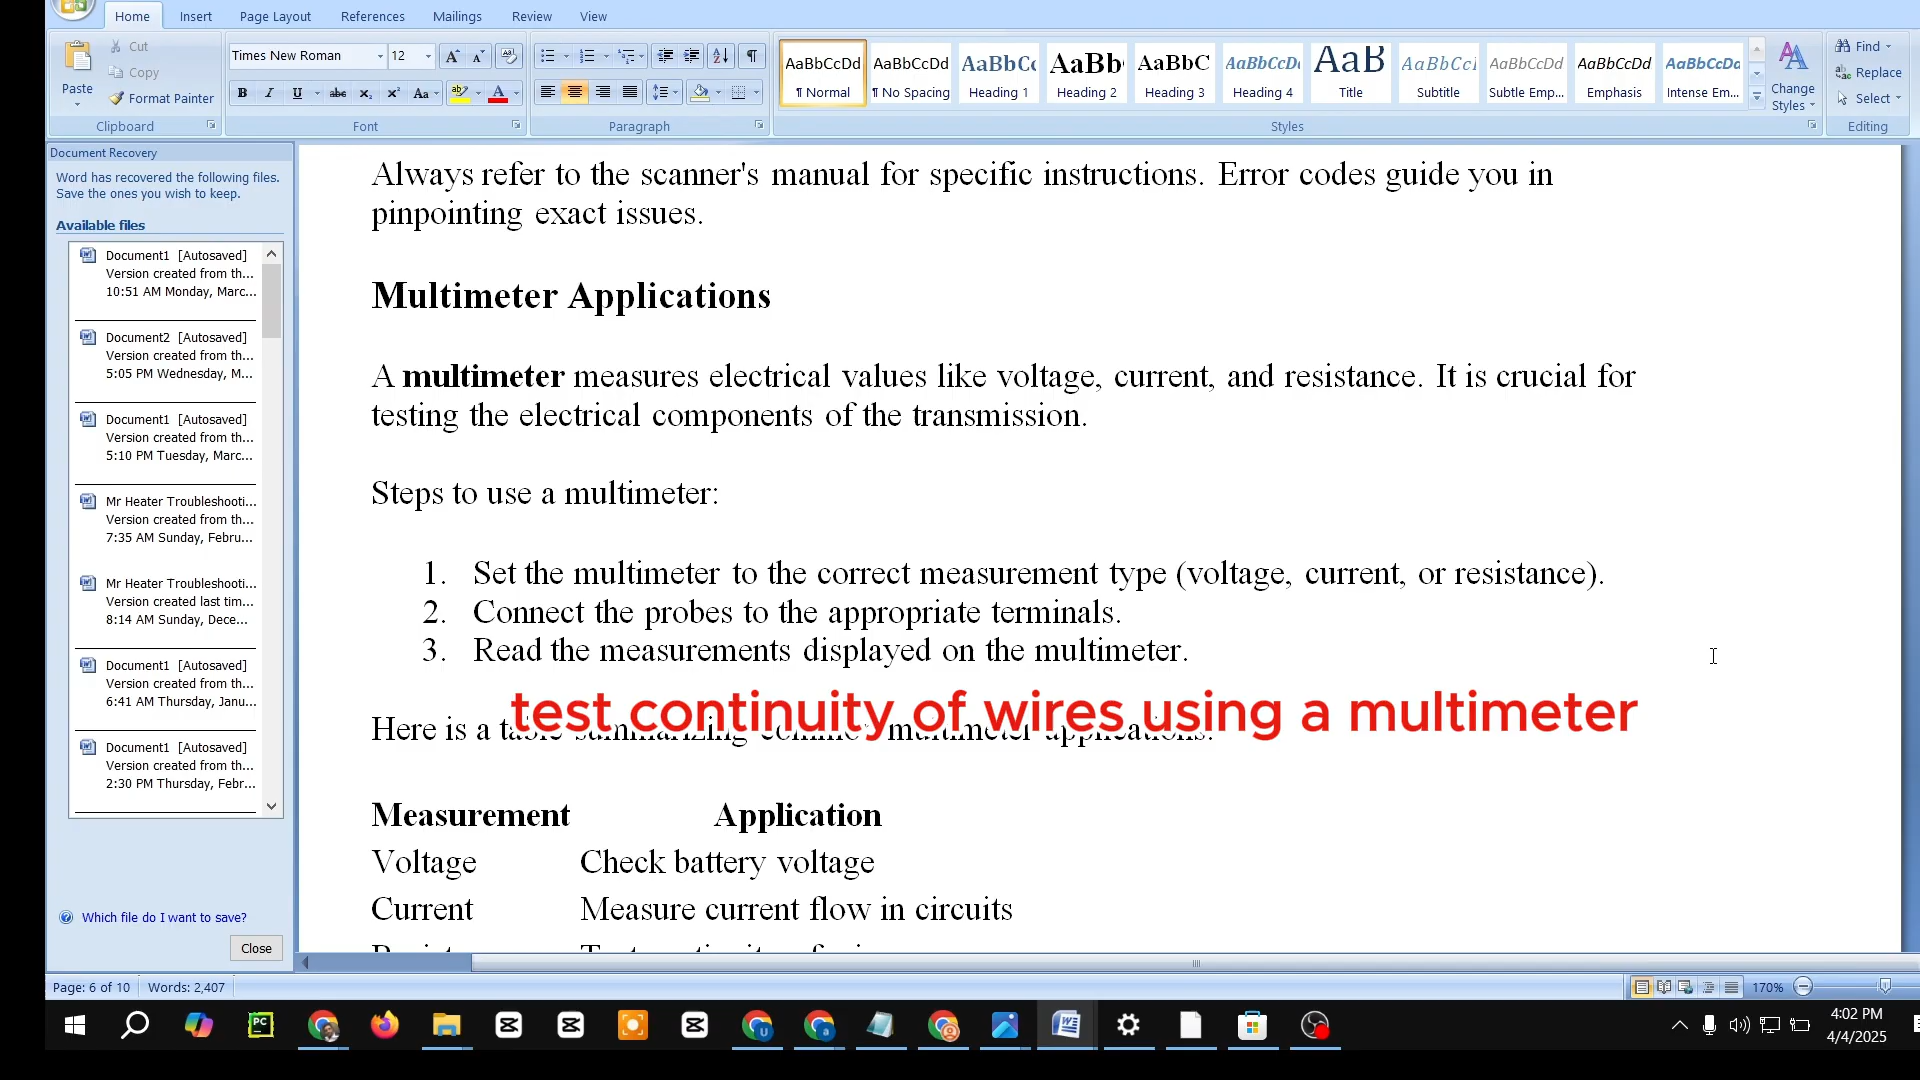 Home Insert Page Layout References Mailings Review View
Cut
Copy
Format Painter
Paste
Clipboard
Times New Roman 12
Font
Paragraph
AaBbCcDd AaBbCcDd AaBbCc AaBb AaBbC AaBbCcDd AaB AaBbCcI AaBbCcDd AaBbCcDd AaBbCcDd
¶ Normal ¶ No Spacing Heading 1 Heading 2 Heading 3 Heading 4 Title Subtitle Subtle Emp... Emphasis Intense Em...
Change
Styles
Styles
Find
Replace
Select
Editing
Document Recovery
Word has recovered the following files.
Save the ones you wish to keep.
Available files
Document1 [Autosaved]
Version created from th...
10:51 AM Monday, Marc...
Document2 [Autosaved]
Version created from th...
5:05 PM Wednesday, M...
Document1 [Autosaved]
Version created from th...
5:10 PM Tuesday, Marc...
Mr Heater Troubleshooti...
Version created from th...
7:35 AM Sunday, Febru...
Mr Heater Troubleshooti...
Version created last tim...
8:14 AM Sunday, Dece...
Document1 [Autosaved]
Version created from th...
6:41 AM Thursday, Janu...
Document1 [Autosaved]
Version created from th...
2:30 PM Thursday, Febr...
Which file do I want to save?
Close
Always refer to the scanner's manual for specific instructions. Error codes guide you in
pinpointing exact issues.
Multimeter Applications
A multimeter measures electrical values like voltage, current, and resistance. It is crucial for
testing the electrical components of the transmission.
Steps to use a multimeter:
1. Set the multimeter to the correct measurement type (voltage, current, or resistance).
2. Connect the probes to the appropriate terminals.
3. Read the measurements displayed on the multimeter.
test continuity of wires using a multimeter
Here is a table summarizing common multimeter applications:
Measurement Application
Voltage Check battery voltage
Current Measure current flow in circuits
Page: 6 of 10 Words: 2,407
170%
4:02 PM
4/4/2025